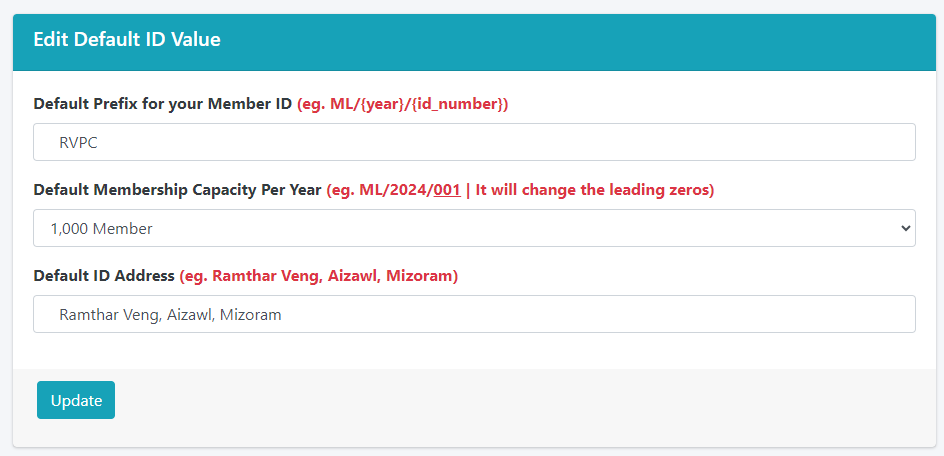 Edit Default ID Value
Default Prefix for your Member ID (eg. ML/{year}/{id_number})
RVPC
Default Membership Capacity Per Year (eg. ML/2024/001 | It will change the leading zeros)
1,000 Member
Default ID Address (eg. Ramthar Veng, Aizawl, Mizoram)
Ramthar Veng, Aizawl, Mizoram
Update